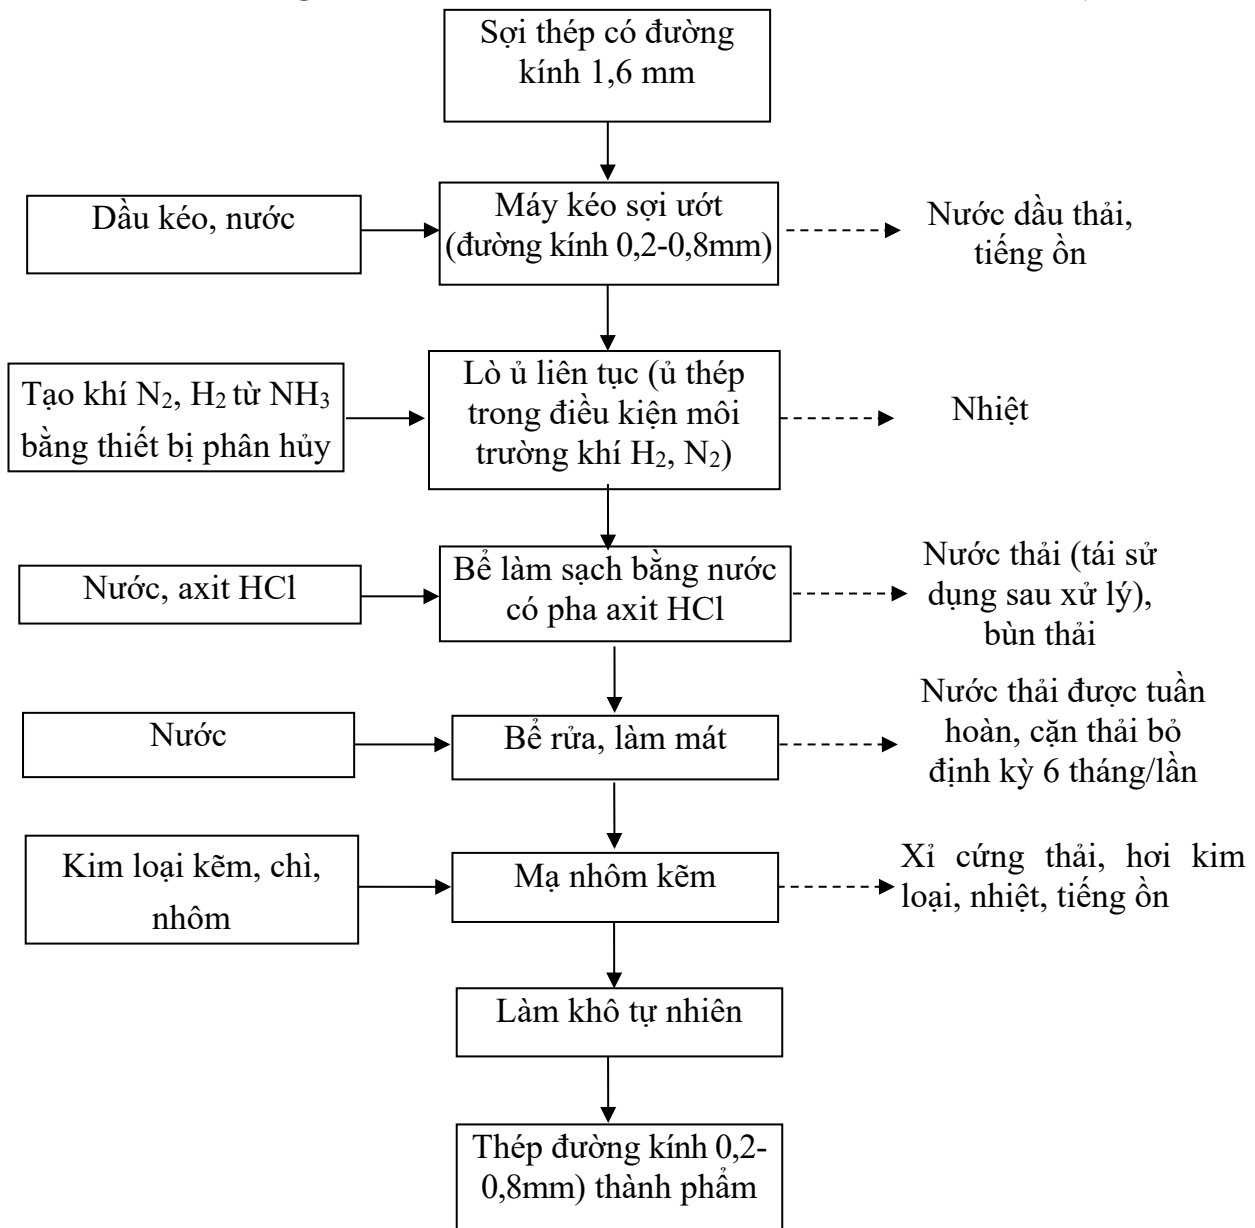 Sợi thép có đường
kính 1,6 mm
Dầu kéo, nước
Máy kéo sợi ướt
(đường kính 0,2-0,8mm)
Nước dầu thải,
tiếng ồn
Tạo khí N₂, H₂ từ NH₃
bằng thiết bị phân hủy
Lò ủ liên tục (ủ thép
trong điều kiện môi
trường khí H₂, N₂)
Nhiệt
Nước, axit HCl
Bể làm sạch bằng nước
có pha axit HCl
Nước thải (tái sử
dụng sau xử lý),
bùn thải
Nước
Bể rửa, làm mát
Nước thải được tuần
hoàn, cặn thải bỏ
định kỳ 6 tháng/lần
Kim loại kẽm, chì,
nhôm
Mạ nhôm kẽm
Xỉ cứng thải, hơi kim
loại, nhiệt, tiếng ồn
Làm khô tự nhiên
Thép đường kính 0,2-
0,8mm) thành phẩm